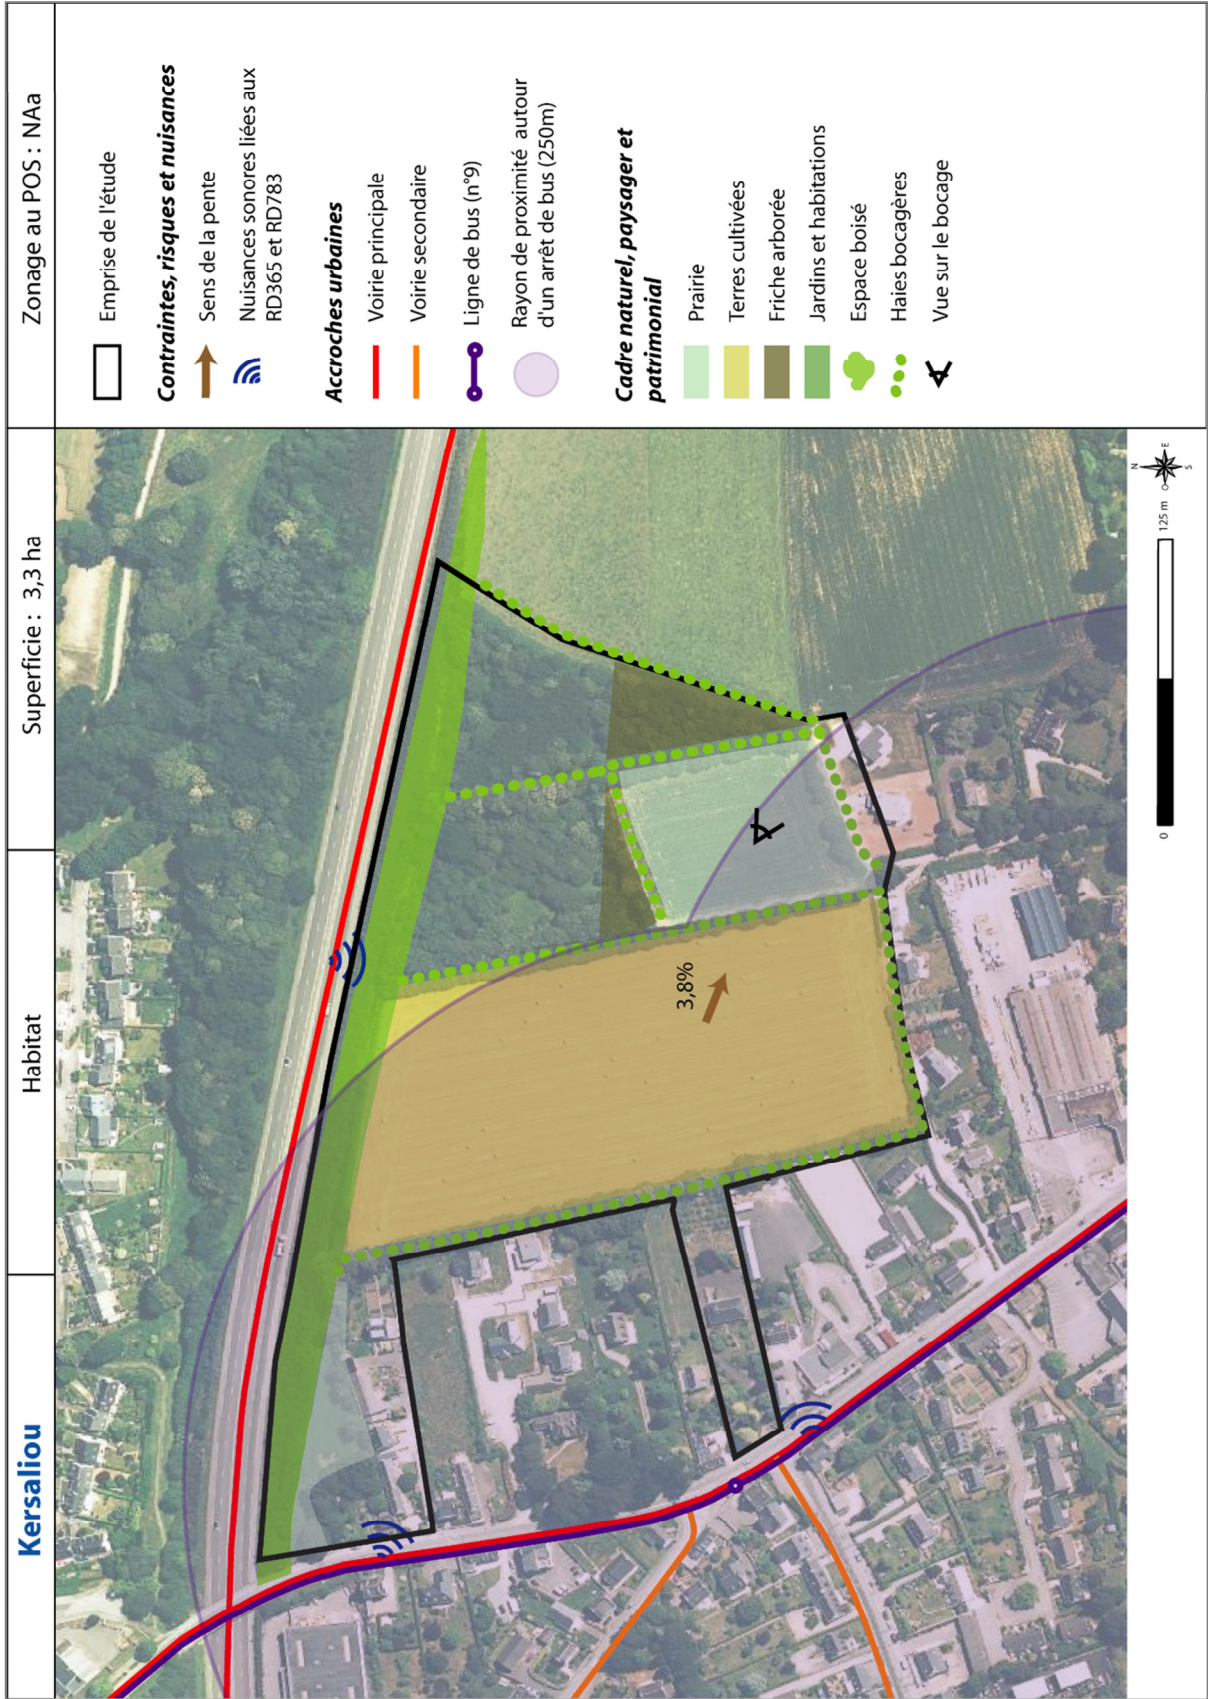 Kersaliou
Habitat
Superficie : 3,3 ha
Zonage au POS : NAa
3,8%
Emprise de l'étude
Contraintes, risques et nuisances
Sens de la pente
Nuisances sonores liées aux
RD365 et RD783
Accroches urbaines
Voirie principale
Voirie secondaire
Ligne de bus (n°9)
Rayon de proximité autour
d'un arrêt de bus (250m)
Cadre naturel, paysager et
patrimonial
Prairie
Terres cultivées
Friche arborée
Jardins et habitations
Espace boisé
Haies bocagères
Vue sur le bocage
0
125 m
N
O
E
S